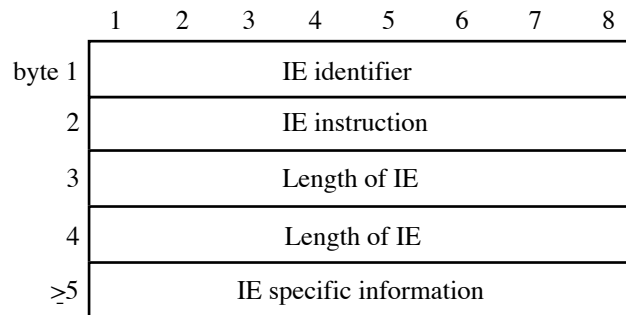 1 2 3 4 5 6 7 8
byte 1 IE identifier
2 IE instruction
3 Length of IE
4 Length of IE
≥5 IE specific information